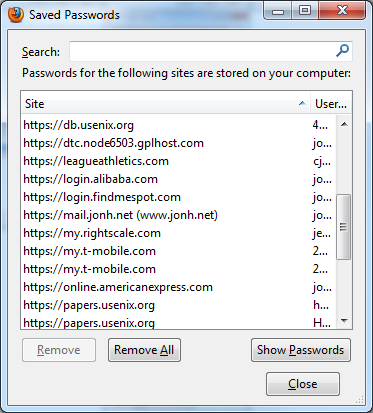 Saved Passwords
Search:
Passwords for the following sites are stored on your computer:
Site User...
https://db.usenix.org 4...
https://dtc.node6503.gplhost.com jo...
https://leagueathletics.com cj...
https://login.alibaba.com jo...
https://login.findmespot.com jo...
https://mail.jonh.net (www.jonh.net) jo...
https://my.rightscale.com je...
https://my.t-mobile.com 2...
https://my.t-mobile.com 2...
https://online.americanexpress.com jo...
https://papers.usenix.org h...
https://papers.usenix.org H...
Remove Remove All Show Passwords
Close